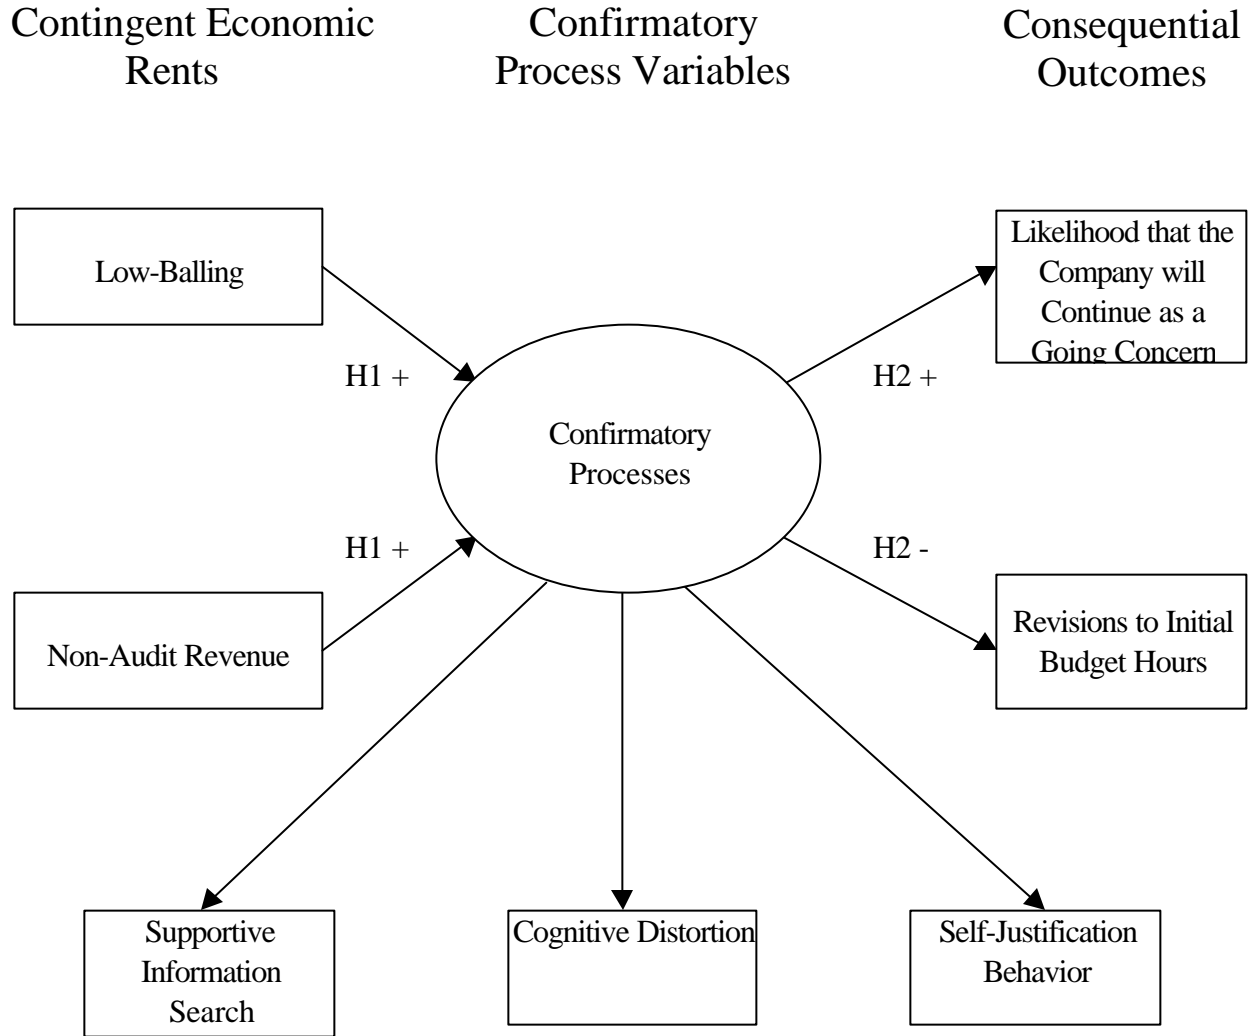 Contingent Economic
Rents
Confirmatory
Process Variables
Consequential
Outcomes
Low-Balling
Likelihood that the
Company will
Continue as a
Going Concern
H1 +
H2 +
Confirmatory
Processes
H1 +
H2 -
Non-Audit Revenue
Revisions to Initial
Budget Hours
Supportive
Information
Search
Cognitive Distortion
Self-Justification
Behavior